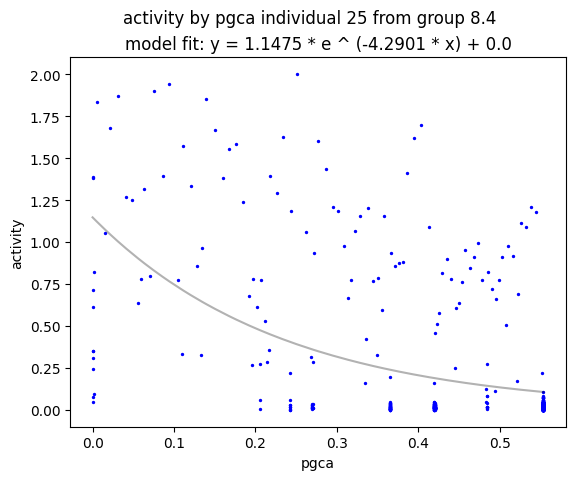 activity by pgca individual 25 from group 8.4
model fit: y = 1.1475 * e ^ (-4.2901 * x) + 0.0
2.00
1.75
1.50
1.25
1.00
0.75
0.50
0.25
0.00
activity
0.0 0.1 0.2 0.3 0.4 0.5
pgca